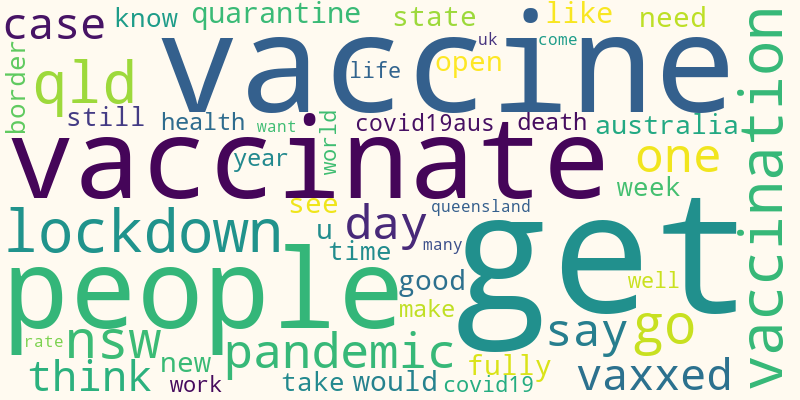 case know quarantine state like need
vaccine
uk come
border qld life open
still health want world covid19aus death australia
vaccinate
year one
see week
lockdown u day queensland get vaccination
time many
people good well
make
rate nsw say go
pandemic
think new fully
work take would covid19 vaxxed